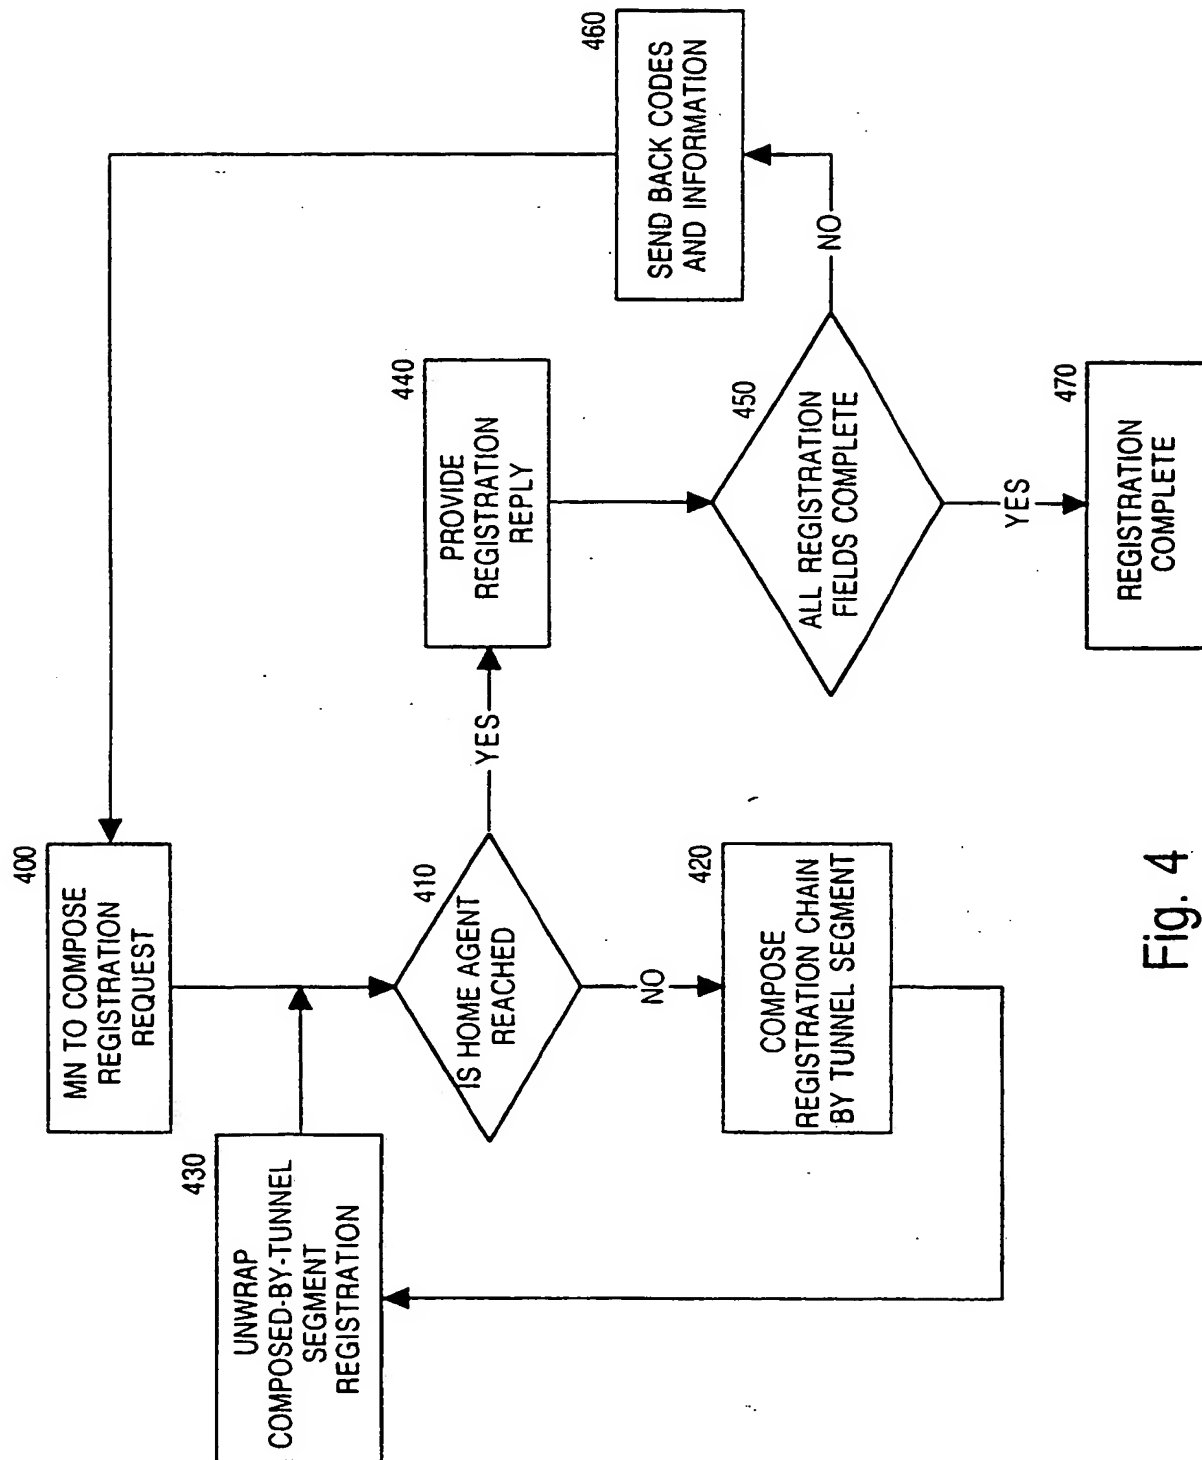 400
MN TO COMPOSE
REGISTRATION
REQUEST
430
UNWRAP
COMPOSED-BY-TUNNEL
SEGMENT
REGISTRATION
410
IS HOME AGENT
REACHED
YES
NO
420
COMPOSE
REGISTRATION CHAIN
BY TUNNEL SEGMENT
440
PROVIDE
REGISTRATION
REPLY
450
ALL REGISTRATION
FIELDS COMPLETE
NO
YES
460
SEND BACK CODES
AND INFORMATION
470
REGISTRATION
COMPLETE
Fig. 4